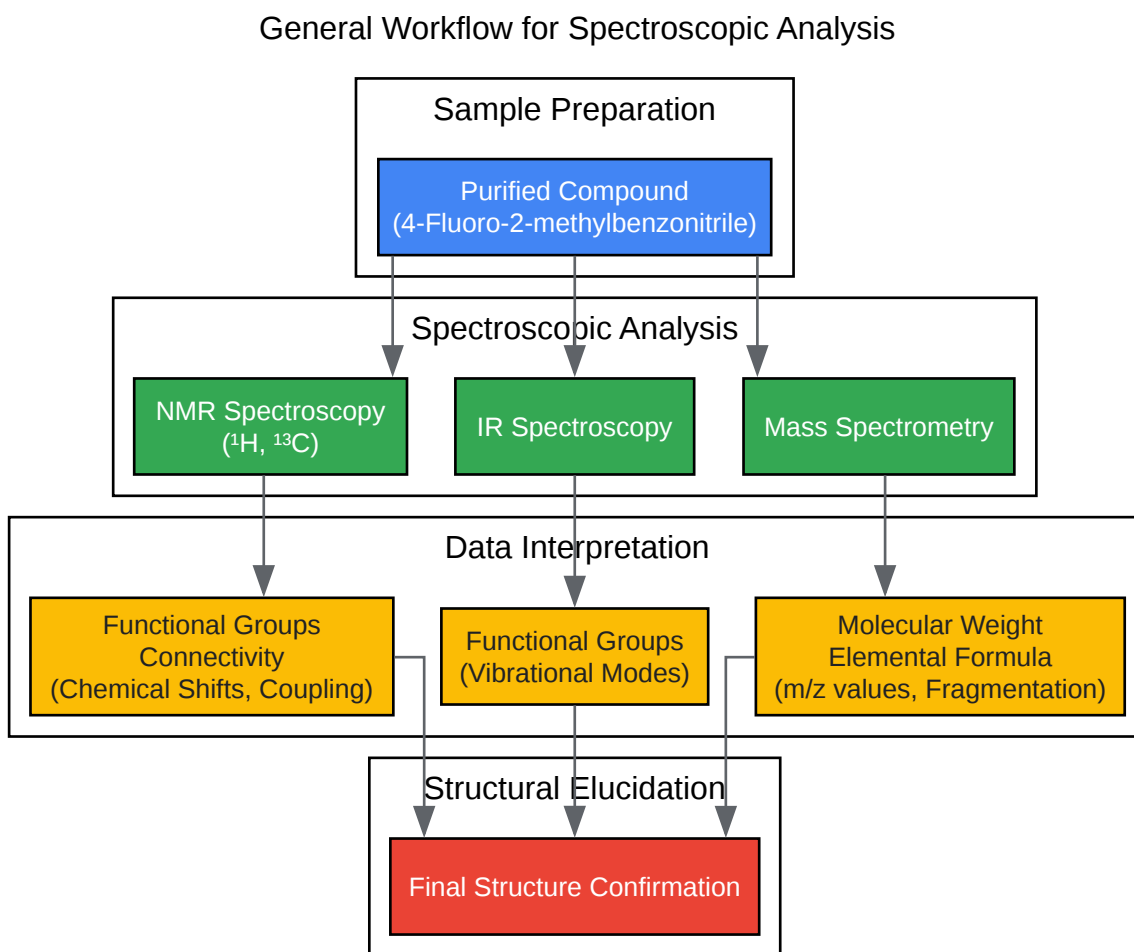 General Workflow for Spectroscopic Analysis
Sample Preparation
Purified Compound
(4-Fluoro-2-methylbenzonitrile)
Spectroscopic Analysis
NMR Spectroscopy
(¹H, ¹³C)
IR Spectroscopy
Mass Spectrometry
Data Interpretation
Functional Groups
Connectivity
(Chemical Shifts, Coupling)
Functional Groups
(Vibrational Modes)
Molecular Weight
Elemental Formula
(m/z values, Fragmentation)
Structural Elucidation
Final Structure Confirmation